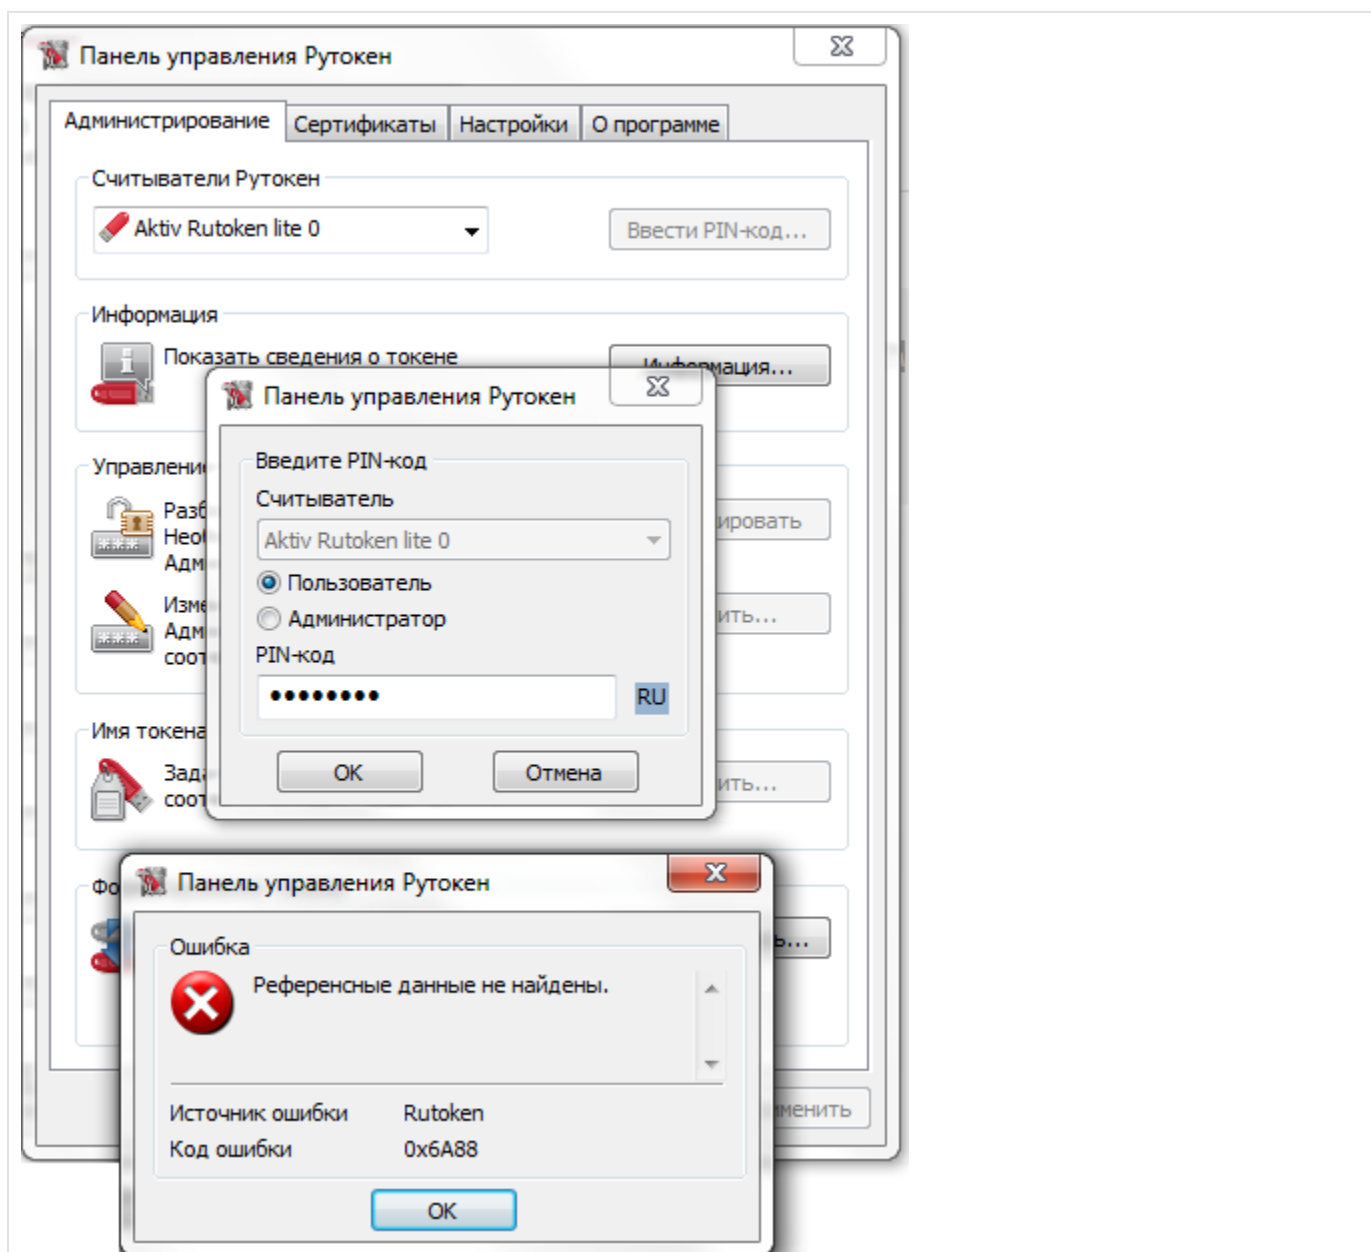 Панель управления Рутокен
Администрирование Сертификаты Настройки О программе
Считыватели Рутокен
Aktiv Rutoken lite 0 Ввести PIN-код...
Информация
Показать сведения о токене
Панель управления Рутокен
Введите PIN-код
Считыватель
Aktiv Rutoken lite 0
Пользователь
Администратор
PIN-код
RU
OK Отмена
Имя токена
Панель управления Рутокен
Ошибка
Референсные данные не найдены.
Источник ошибки Rutoken
Код ошибки 0x6A88
OK